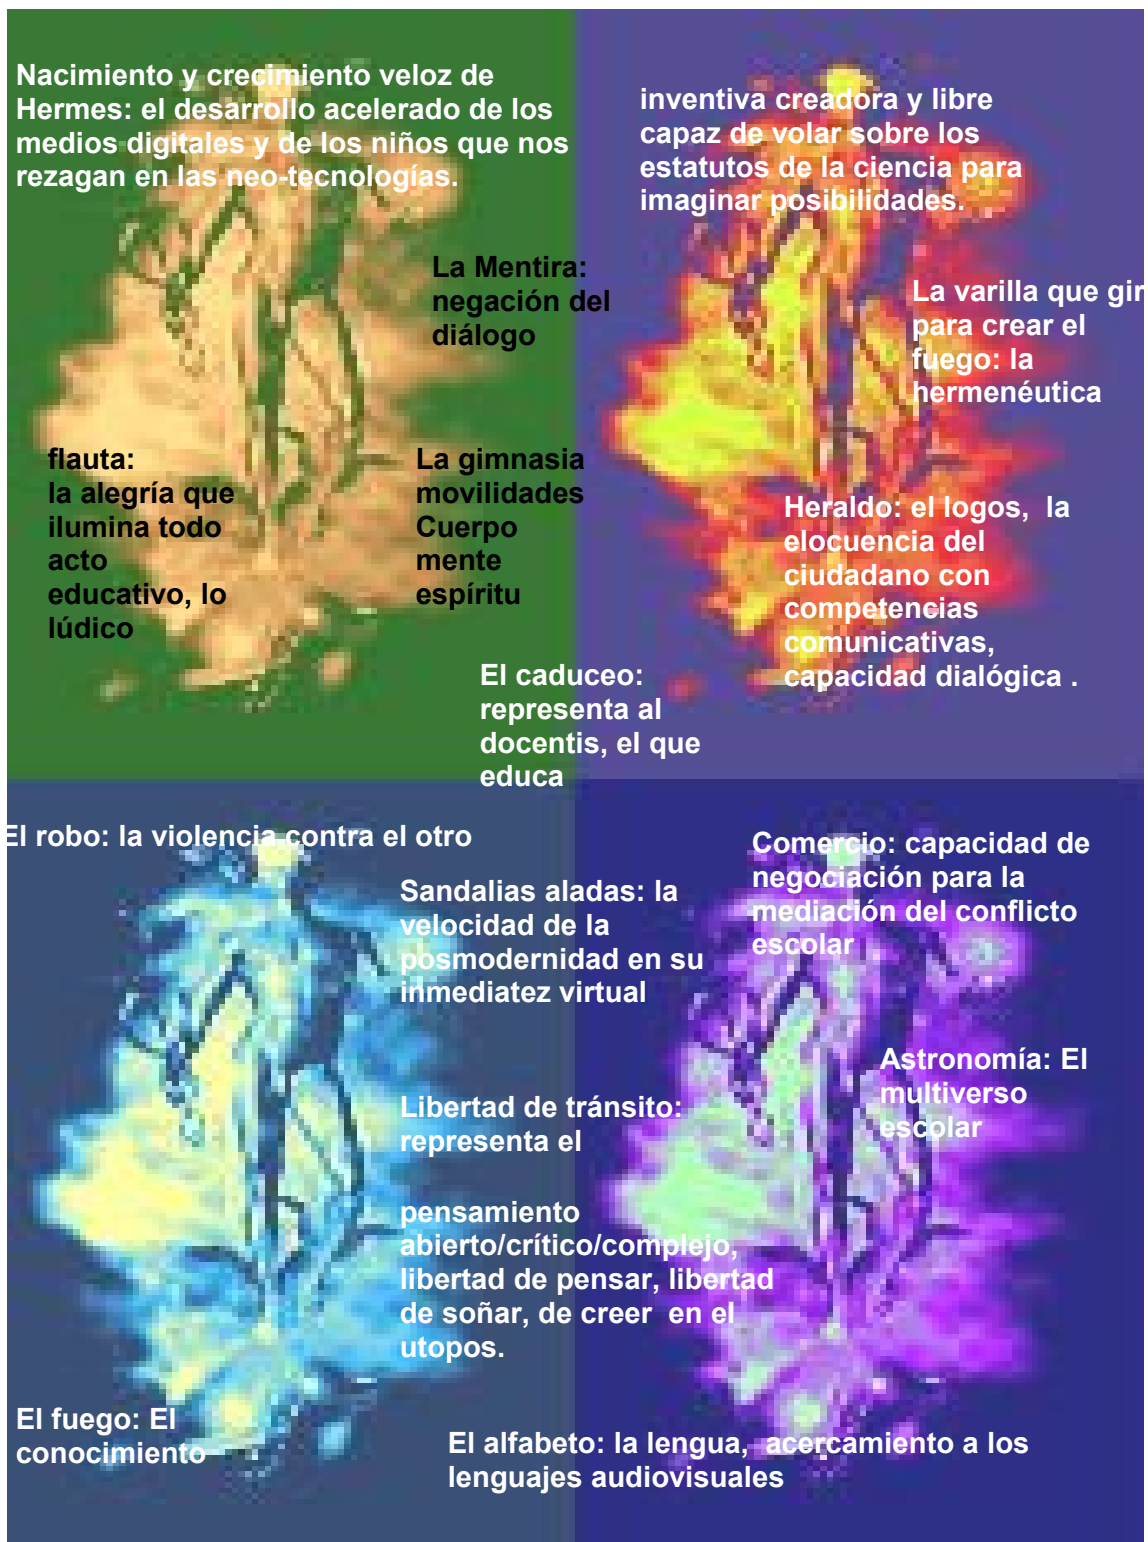 Nacimiento y crecimiento veloz de
Hermes: el desarrollo acelerado de los
medios digitales y de los niños que nos
rezagan en las neo-tecnologías.
inventiva creadora y libre
capaz de volar sobre los
estatutos de la ciencia para
imaginar posibilidades.
La Mentira:
negación del
diálogo
La varilla que gir
para crear el
fuego: la
hermenéutica
flauta:
la alegría que
ilumina todo
acto
educativo, lo
lúdico
La gimnasia
movilidades
Cuerpo
mente
espíritu
Heraldo: el logos,  la
elocuencia del
ciudadano con
competencias
comunicativas,
capacidad dialógica .
El caduceo:
representa al
docentis, el que
educa
El robo: la violencia contra el otro
Sandalias aladas: la
velocidad de la
posmodernidad en su
inmediatez virtual
Comercio: capacidad de
negociación para la
mediación del conflicto
escolar
Astronomía: El
multiverso
escolar
Libertad de tránsito:
representa el
pensamiento
abierto/crítico/complejo,
libertad de pensar, libertad
de soñar, de creer  en el
utopos.
El fuego: El
conocimiento
El alfabeto: la lengua,  acercamiento a los
lenguajes audiovisuales